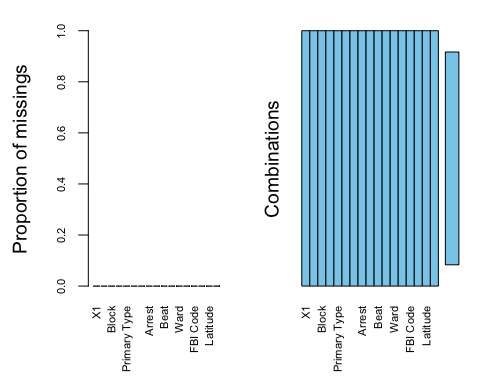 Proportion of missings
1.0
0.8
0.6
0.4
0.2
0.0
X1
Block
Primary Type
Arrest
Beat
Ward
FBI Code
Latitude
Combinations
X1
Block
Primary Type
Arrest
Beat
Ward
FBI Code
Latitude